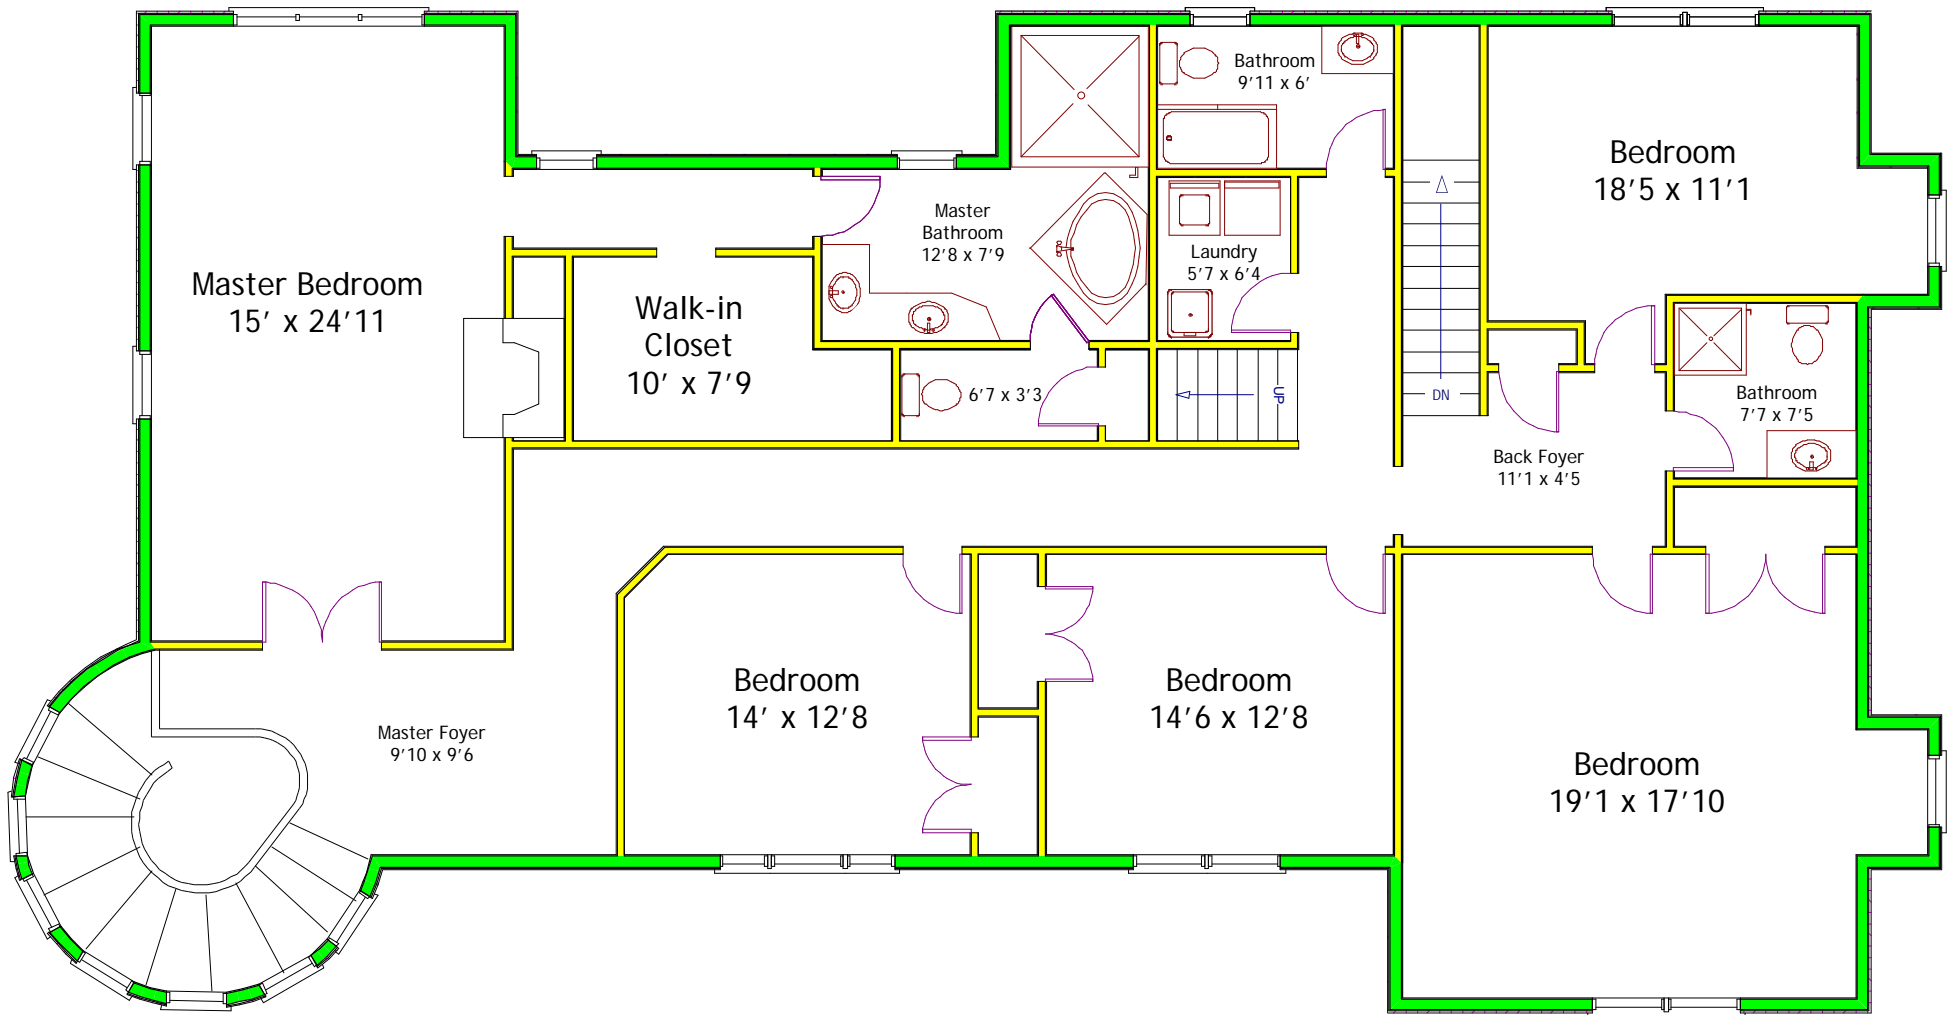 Bathroom
9'11 x 6'
Bedroom
18'5 x 11'1
Master
Bathroom
12'8 x 7'9
Laundry
5'7 x 6'4
Master Bedroom
15' x 24'11
Walk-in
Closet
10' x 7'9
6'7 x 3'3
UP
DN
Bathroom
7'7 x 7'5
Back Foyer
11'1 x 4'5
Bedroom
14' x 12'8
Bedroom
14'6 x 12'8
Master Foyer
9'10 x 9'6
Bedroom
19'1 x 17'10